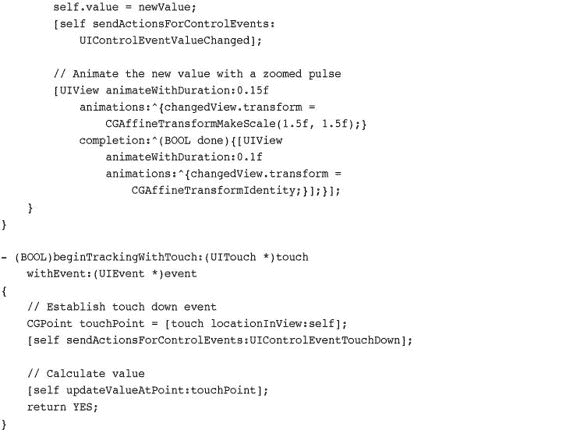 self.value = newValue;
[self sendActionsForControlEvents:
UIControlEventValueChanged];
// Animate the new value with a zoomed pulse
[UIView animateWithDuration:0.15f
animations:^{changedView.transform =
CGAffineTransformMakeScale(1.5f, 1.5f);}
completion:^(BOOL done){[UIView
animateWithDuration:0.1f
animations:^{changedView.transform =
CGAffineTransformIdentity;}];}];
}
}
- (BOOL)beginTrackingWithTouch:(UITouch *)touch
withEvent:(UIEvent *)event
{
// Establish touch down event
CGPoint touchPoint = [touch locationInView:self];
[self sendActionsForControlEvents:UIControlEventTouchDown];
// Calculate value
[self updateValueAtPoint:touchPoint];
return YES;
}